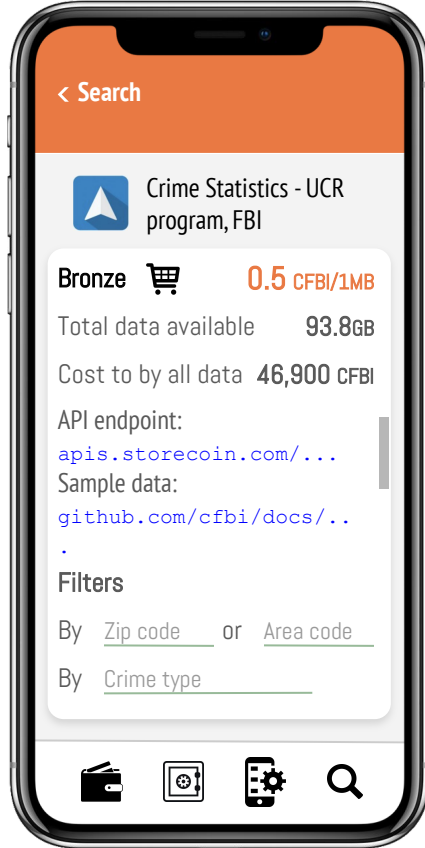 < Search
Crime Statistics - UCR
program, FBI
Bronze 0.5 CFBI/1MB
Total data available 93.8GB
Cost to by all data 46,900 CFBI
API endpoint:
apis.storecoin.com/...
Sample data:
github.com/cfbi/docs/..
.
Filters
By Zip code or Area code
By Crime type